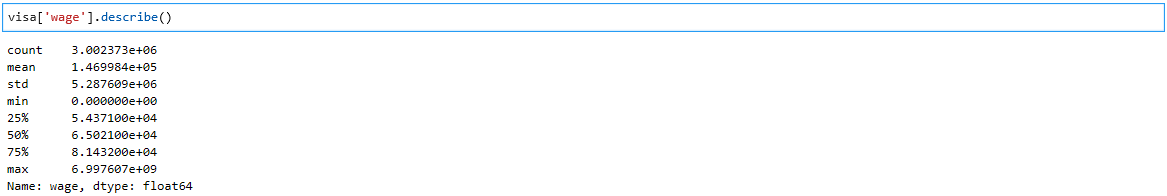 visa['wage'].describe()
count    3.002373e+06
mean     1.469984e+05
std      5.287609e+06
min      0.000000e+00
25%      5.437100e+04
50%      6.502100e+04
75%      8.143200e+04
max      6.997607e+09
Name: wage, dtype: float64